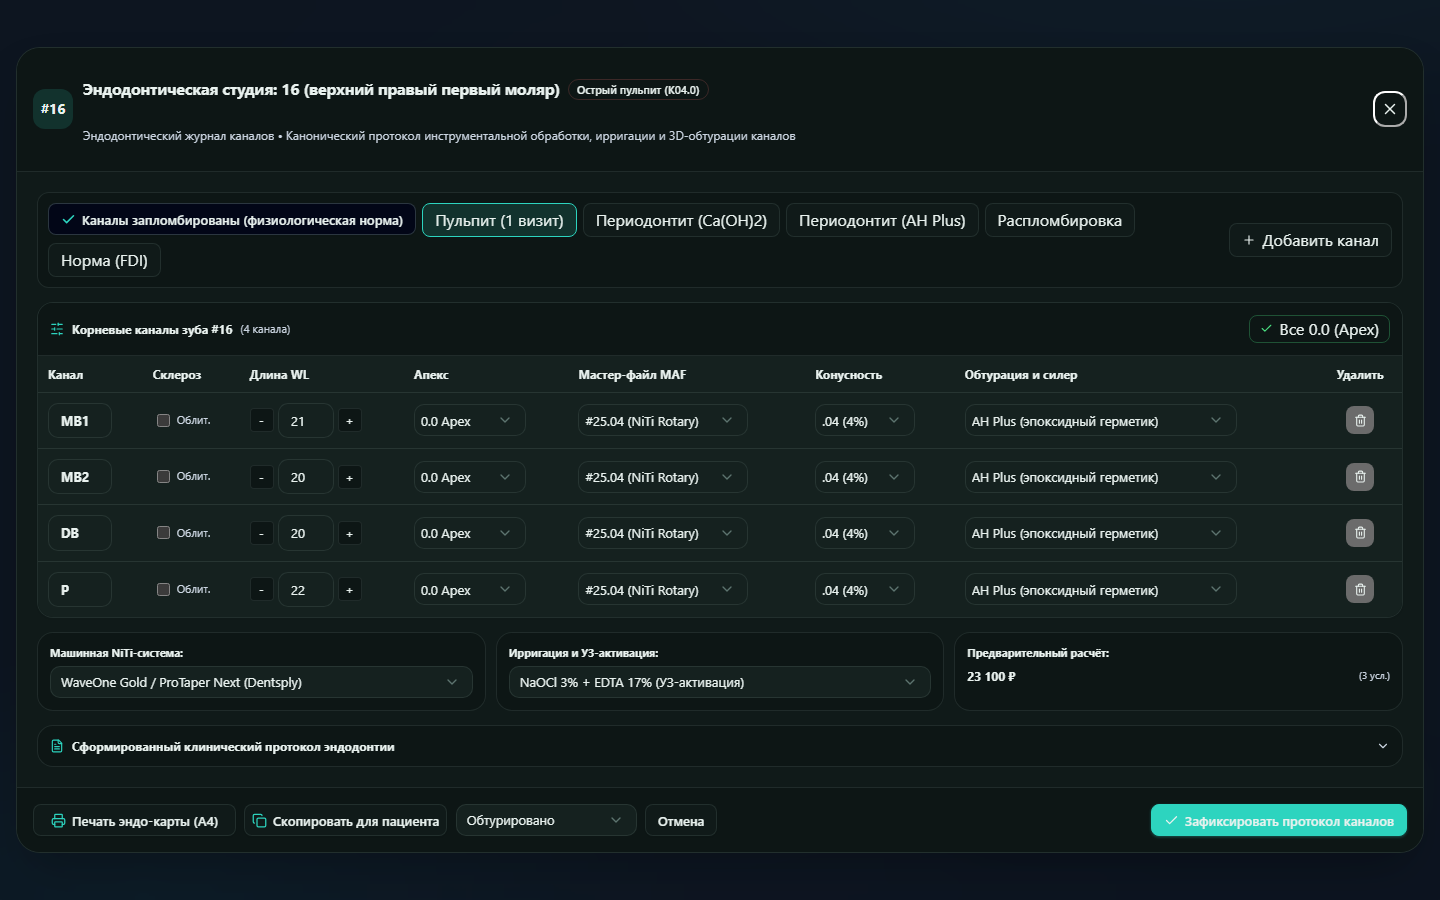 #16
Эндодонтическая студия: 16 (верхний правый первый моляр)
Острый пульпит (K04.0)
Эндодонтический журнал каналов • Канонический протокол инструментальной обработки, ирригации и 3D-обтурации каналов
Каналы запломбированы (физиологическая норма)
Пульпит (1 визит)
Периодонтит (Ca(OH)2)
Периодонтит (AH Plus)
Распломбировка
Норма (FDI)
+ Добавить канал
Корневые каналы зуба #16 (4 канала)
Все 0.0 (Apex)
Канал Склероз Длина WL Апекс Мастер-файл MAF Конусность Обтурация и силер Удалить
MB1 Облит. - 21 + 0.0 Apex #25.04 (NiTi Rotary) .04 (4%) AH Plus (эпоксидный герметик)
MB2 Облит. - 20 + 0.0 Apex #25.04 (NiTi Rotary) .04 (4%) AH Plus (эпоксидный герметик)
DB Облит. - 20 + 0.0 Apex #25.04 (NiTi Rotary) .04 (4%) AH Plus (эпоксидный герметик)
P Облит. - 22 + 0.0 Apex #25.04 (NiTi Rotary) .04 (4%) AH Plus (эпоксидный герметик)
Машинная NiTi-система:
WaveOne Gold / ProTaper Next (Dentsply)
Ирригация и УЗ-активация:
NaOCl 3% + EDTA 17% (УЗ-активация)
Предварительный расчёт:
23 100 ₽ (3 усл.)
Сформированный клинический протокол эндодонтии
Печать эндо-карты (A4)
Скопировать для пациента
Обтурировано
Отмена
Зафиксировать протокол каналов